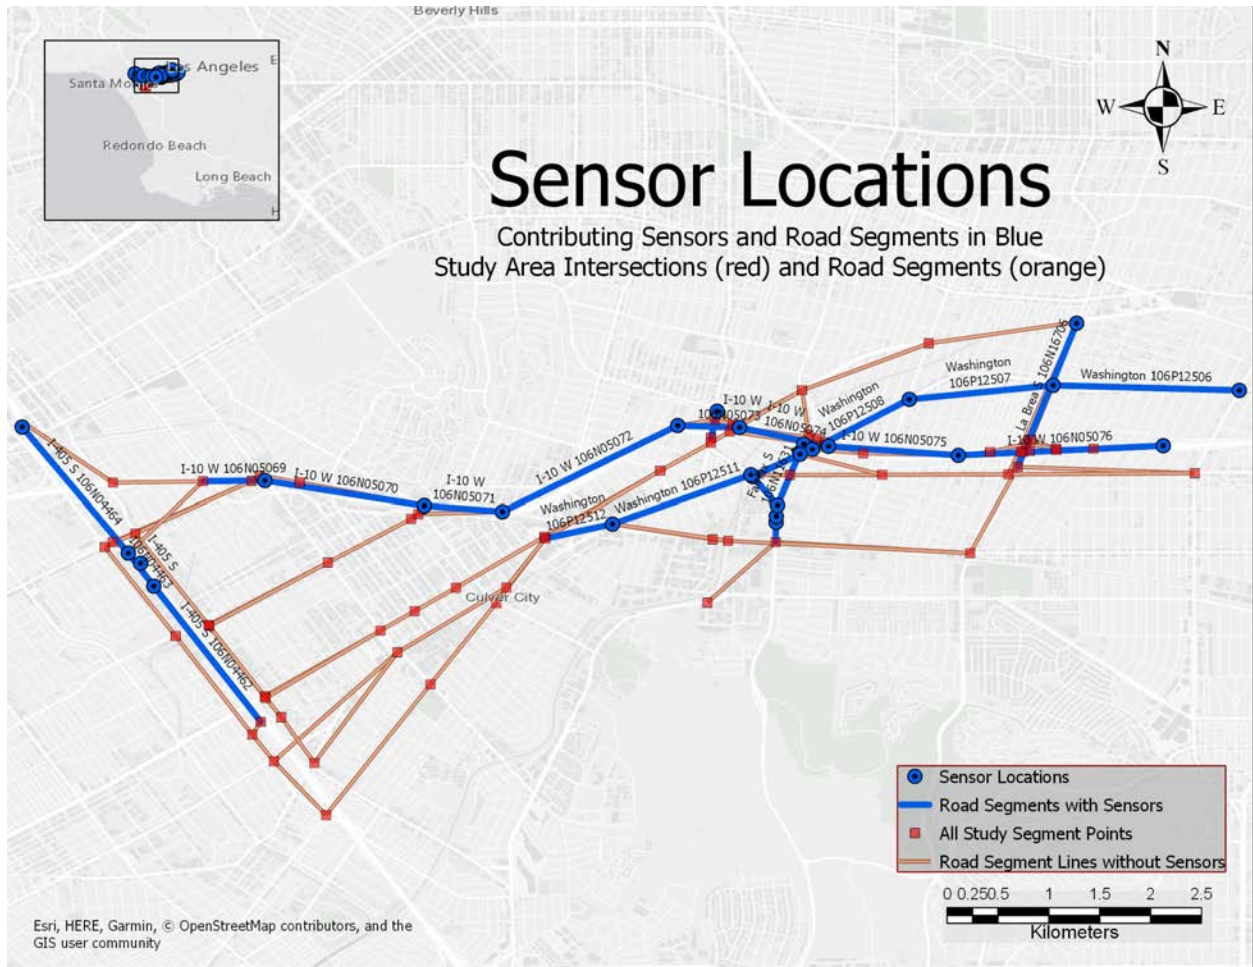 Beverly Hills
Los Angeles
E
Santa Monica
Redondo Beach
Long Beach
H
N
W
E
S
Sensor Locations
Contributing Sensors and Road Segments in Blue
Study Area Intersections (red) and Road Segments (orange)
La Brea S 106N16706
Washington
106P12507
Washington 106P12506
Washington
106P12508
I-10 W
106N05073
I-10 W
106N05074
I-10 W 106N05075
I-10 W 106N05076
I-10 W 106N05072
I-405 S 106N04464
I-10 W 106N05069
I-10 W 106N05070
I-10 W
106N05071
Washington
106P12512
Washington 106P12511
Fairfax S
I-405 S
106N04463
I-405 S 106N04462
Culver City
Sensor Locations
Road Segments with Sensors
All Study Segment Points
Road Segment Lines without Sensors
0 0.250.5 1 1.5 2 2.5
Kilometers
Esri, HERE, Garmin, © OpenStreetMap contributors, and the
GIS user community